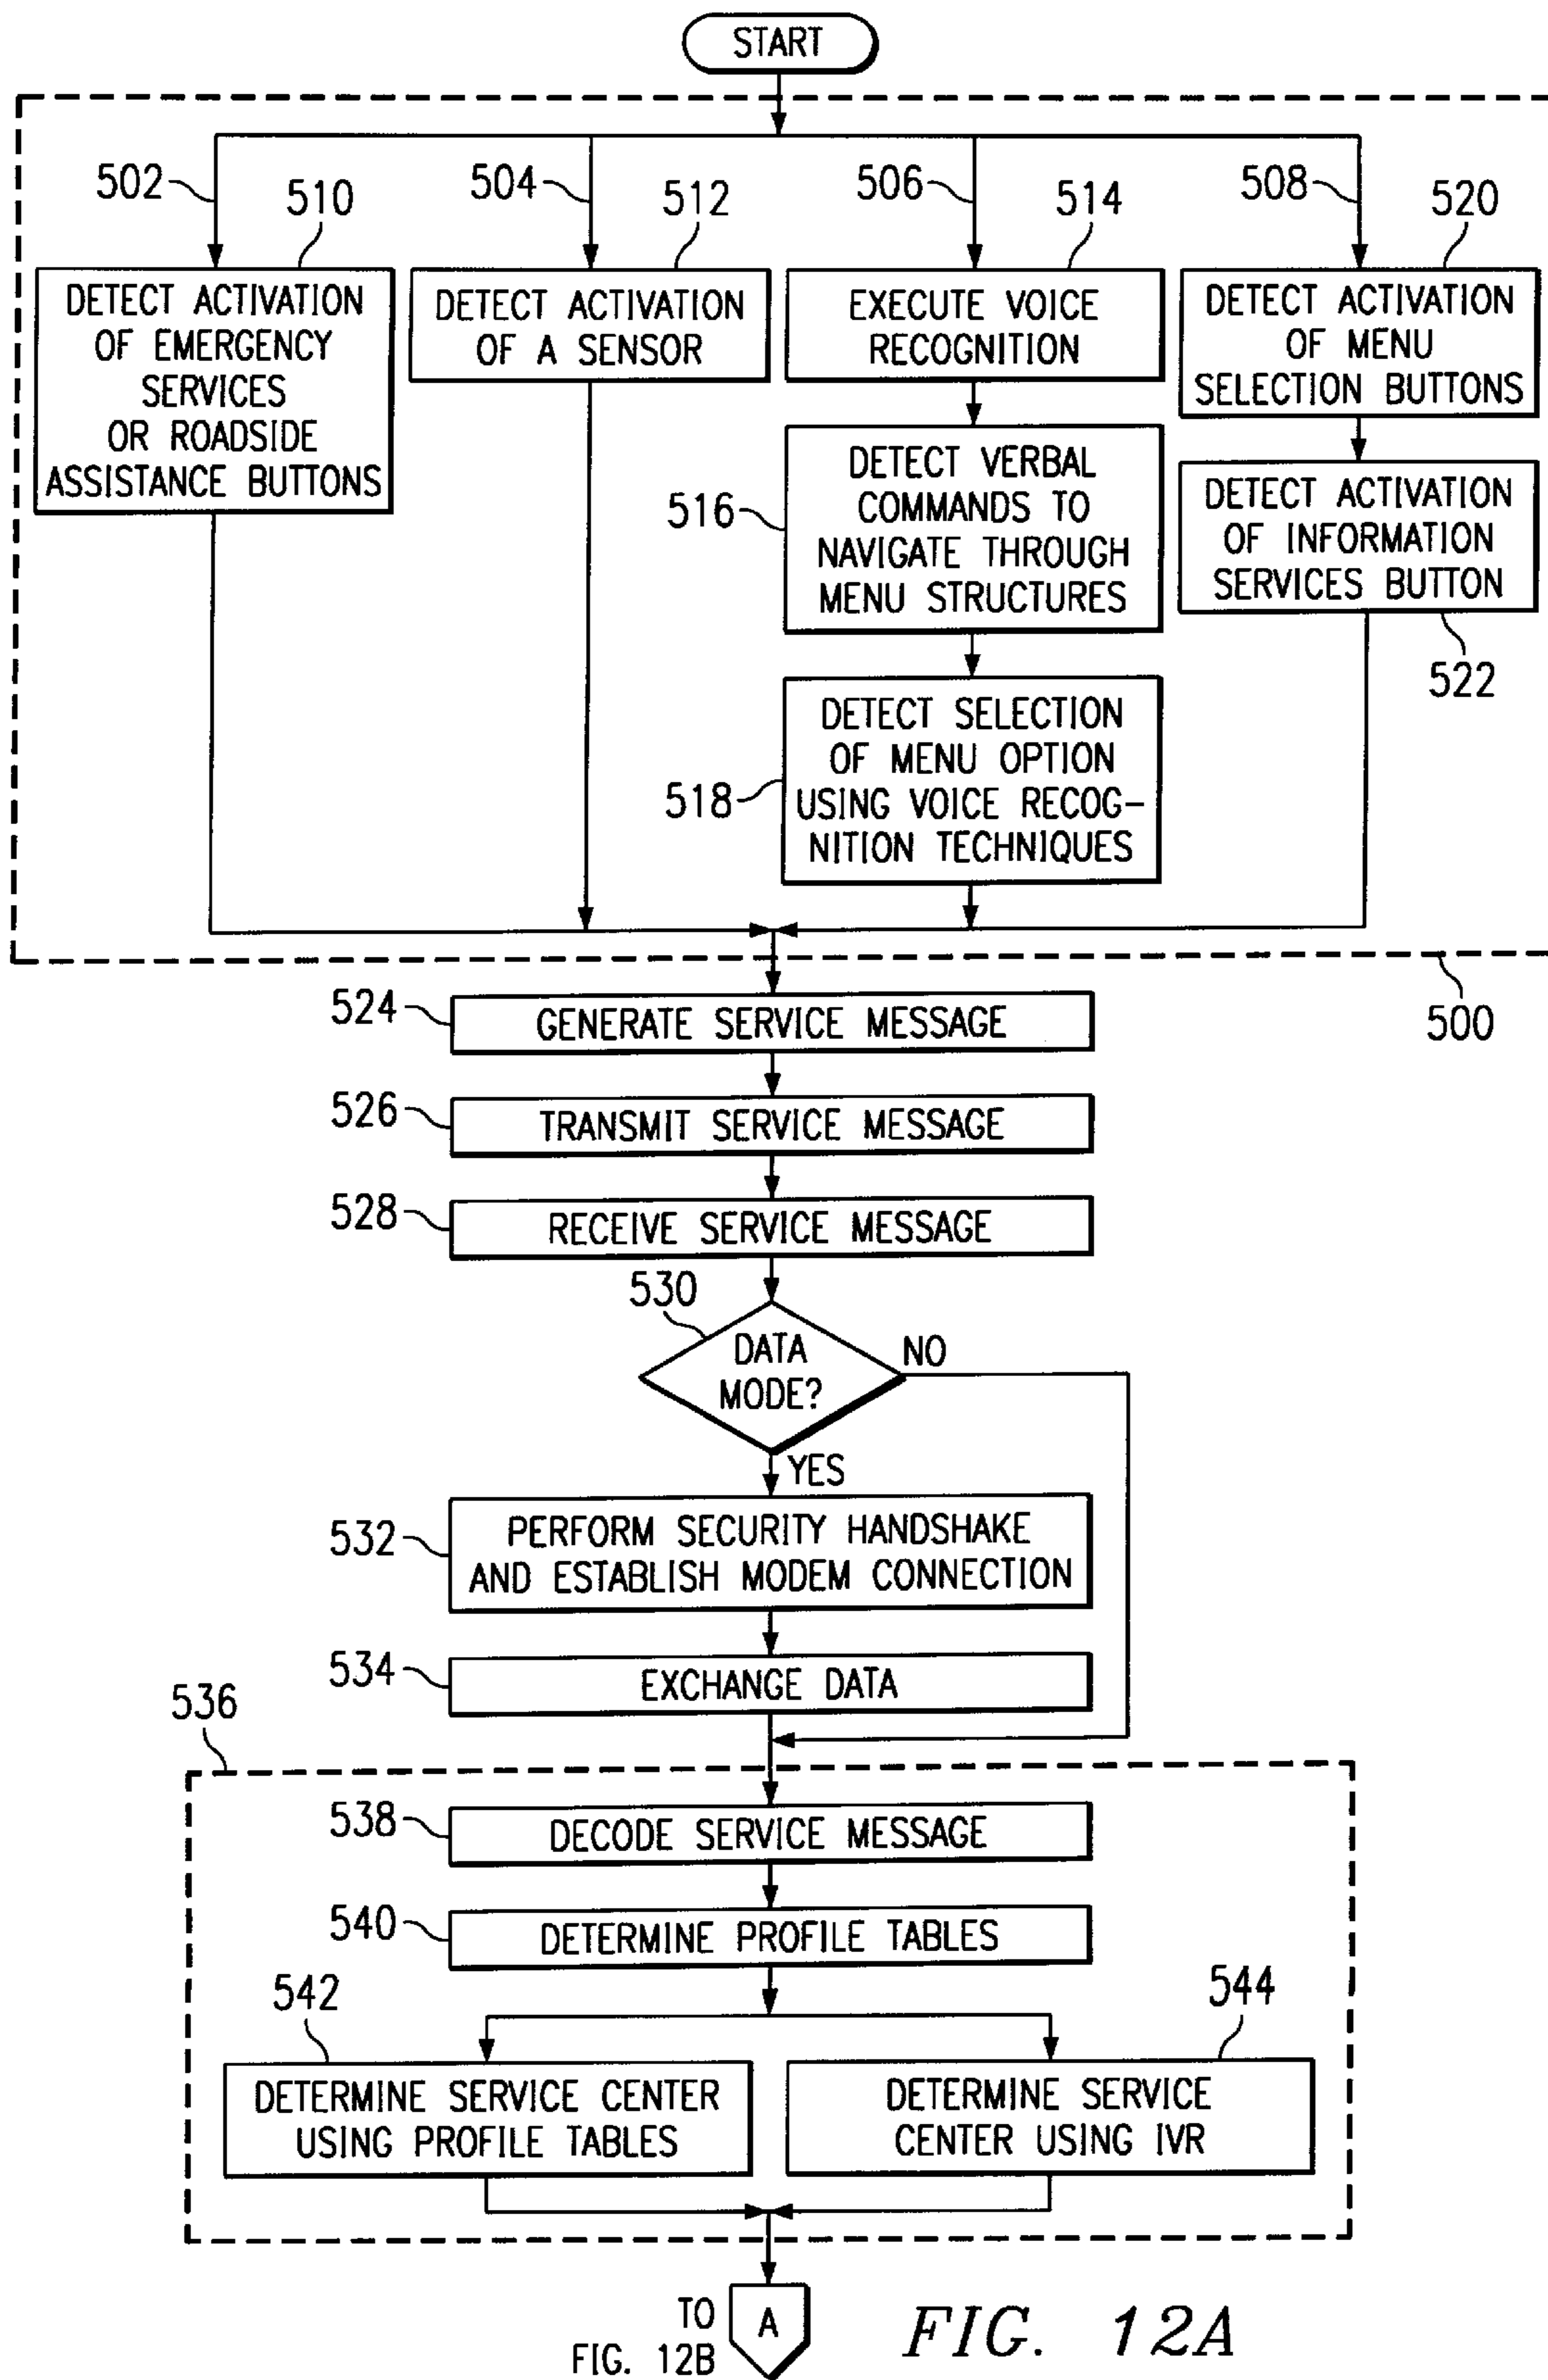 START
502
510
504
512
506
514
508
520
DETECT ACTIVATION
OF EMERGENCY
SERVICES
OR ROADSIDE
ASSISTANCE BUTTONS
DETECT ACTIVATION
OF A SENSOR
EXECUTE VOICE
RECOGNITION
DETECT ACTIVATION
OF MENU
SELECTION BUTTONS
516
DETECT VERBAL
COMMANDS TO
NAVIGATE THROUGH
MENU STRUCTURES
DETECT ACTIVATION
OF INFORMATION
SERVICES BUTTON
522
518
DETECT SELECTION
OF MENU OPTION
USING VOICE RECOG-
NITION TECHNIQUES
500
524
GENERATE SERVICE MESSAGE
526
TRANSMIT SERVICE MESSAGE
528
RECEIVE SERVICE MESSAGE
530
DATA
MODE?
NO
YES
532
PERFORM SECURITY HANDSHAKE
AND ESTABLISH MODEM CONNECTION
534
EXCHANGE DATA
536
538
DECODE SERVICE MESSAGE
540
DETERMINE PROFILE TABLES
542
544
DETERMINE SERVICE CENTER
USING PROFILE TABLES
DETERMINE SERVICE
CENTER USING IVR
TO
FIG. 12B
A
FIG. 12A